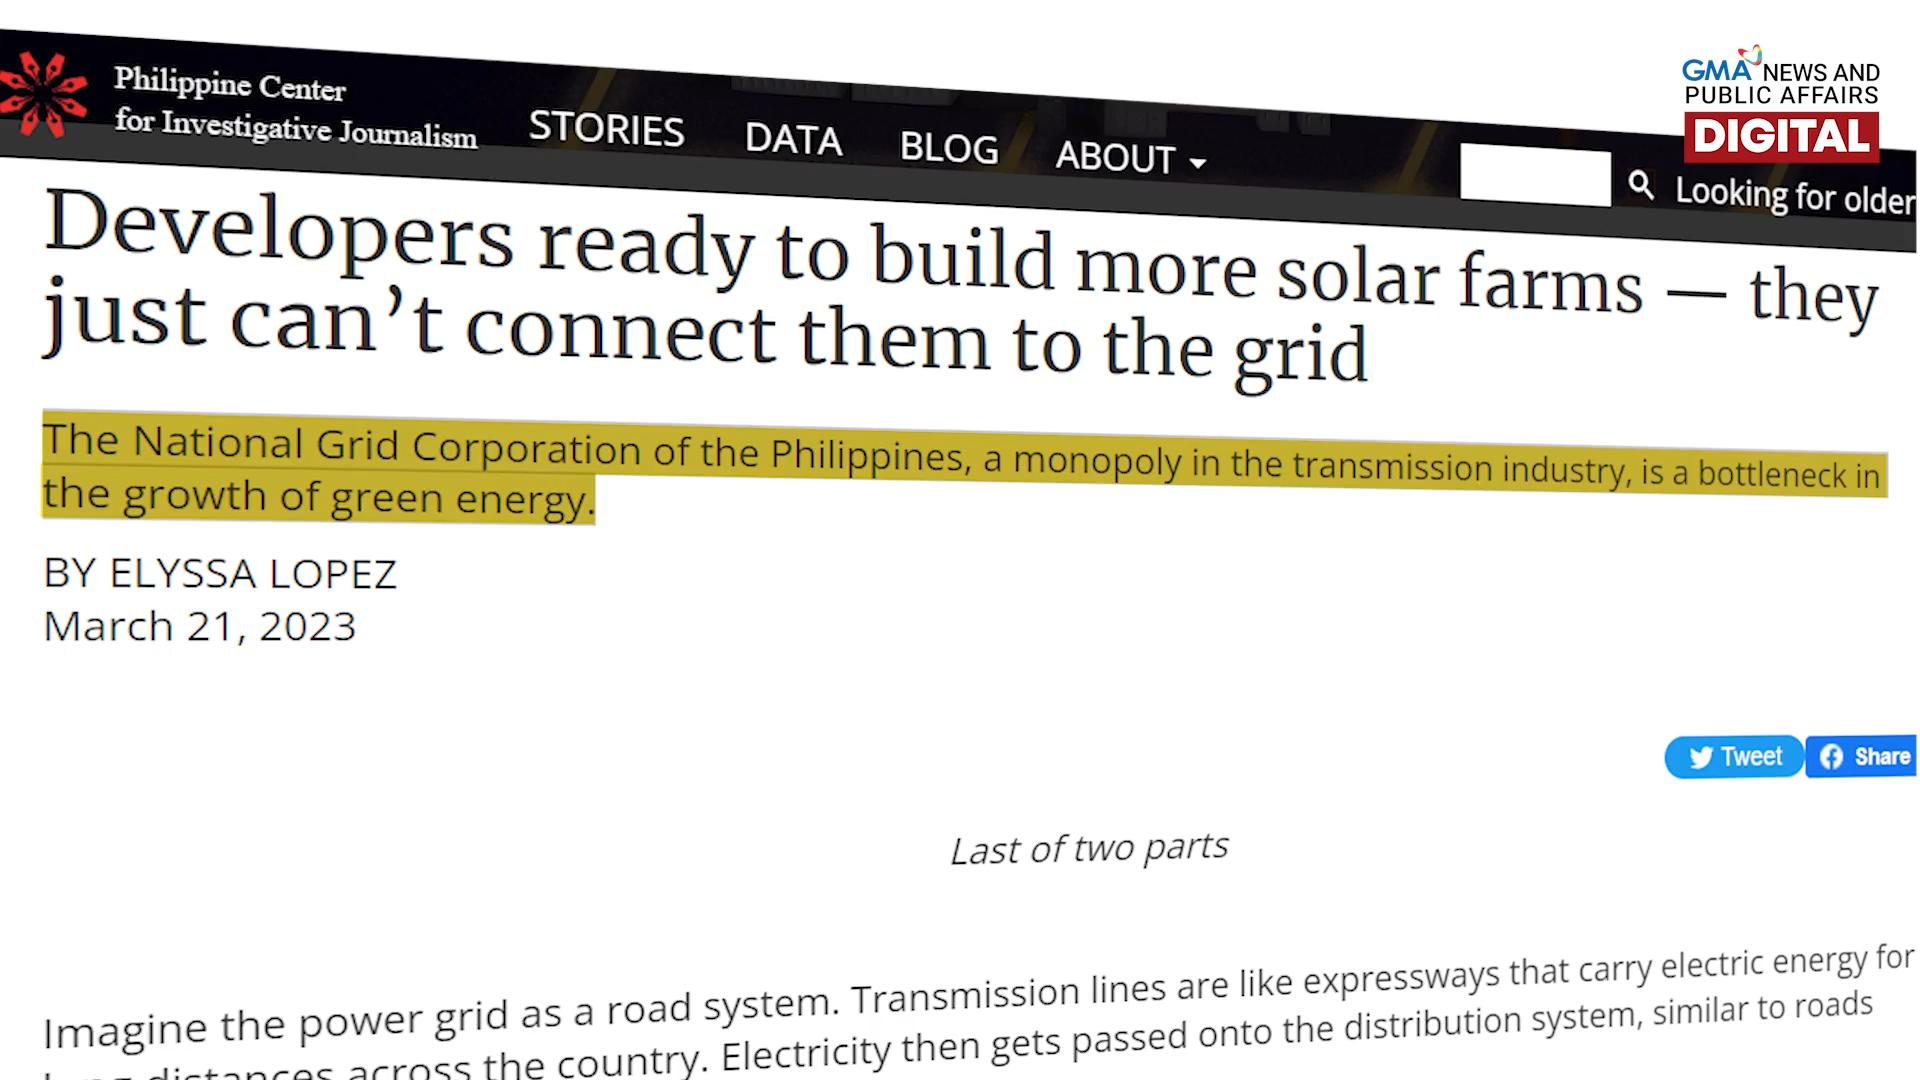 GMA NEWS AND
PUBLIC AFFAIRS
DIGITAL
Philippine Center
for Investigative Journalism
STORIES DATA BLOG ABOUT
Looking for older
Developers ready to build more solar farms — they
just can’t connect them to the grid
The National Grid Corporation of the Philippines, a monopoly in the transmission industry, is a bottleneck in
the growth of green energy.
BY ELYSSA LOPEZ
March 21, 2023
Tweet Share
Last of two parts
Imagine the power grid as a road system. Transmission lines are like expressways that carry electric energy for
long distances across the country. Electricity then gets passed onto the distribution system, similar to roads